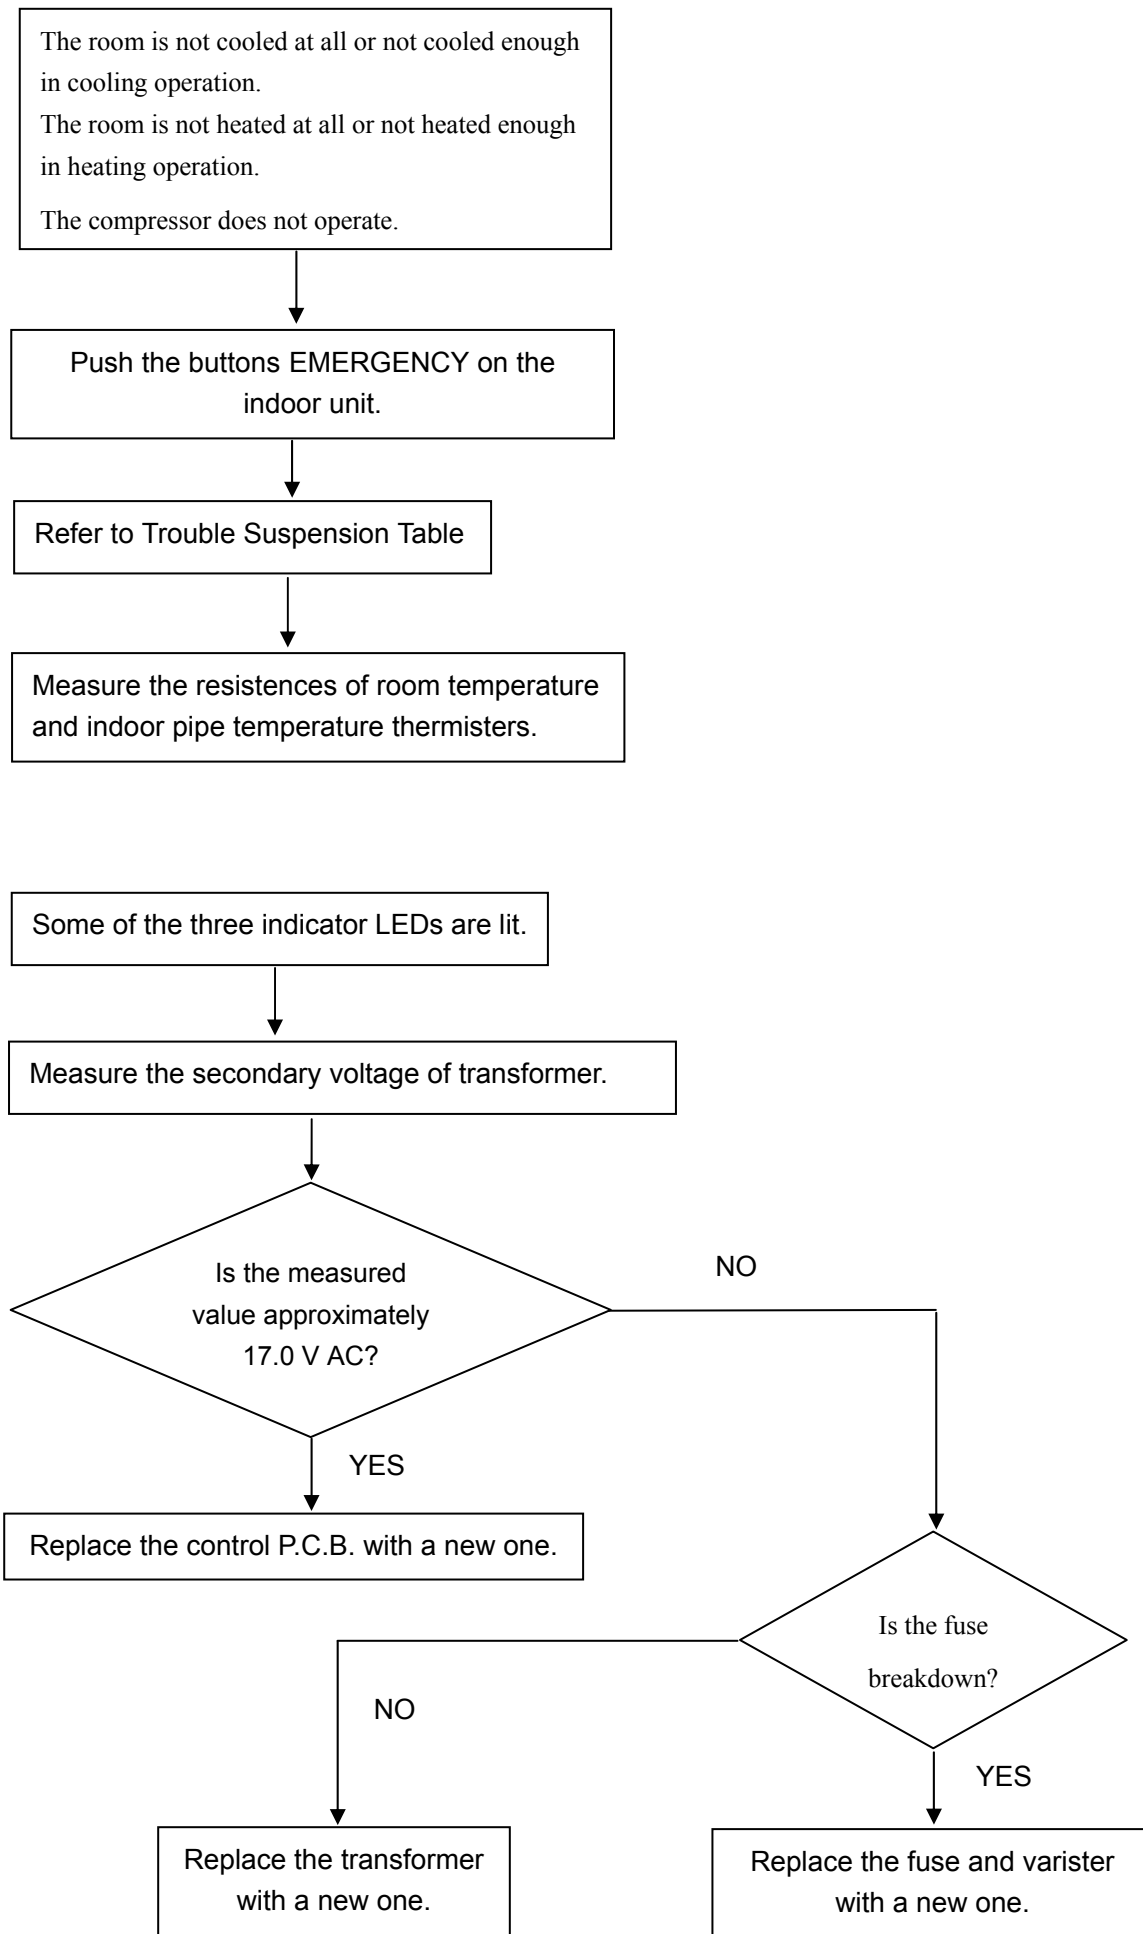 The room is not cooled at all or not cooled enough
in cooling operation.
The room is not heated at all or not heated enough
in heating operation.
The compressor does not operate.
Push the buttons EMERGENCY on the
indoor unit.
Refer to Trouble Suspension Table
Measure the resistences of room temperature
and indoor pipe temperature thermisters.
Some of the three indicator LEDs are lit.
Measure the secondary voltage of transformer.
Is the measured
value approximately
17.0 V AC?
NO
YES
Replace the control P.C.B. with a new one.
Is the fuse
breakdown?
NO
YES
Replace the transformer
with a new one.
Replace the fuse and varister
with a new one.